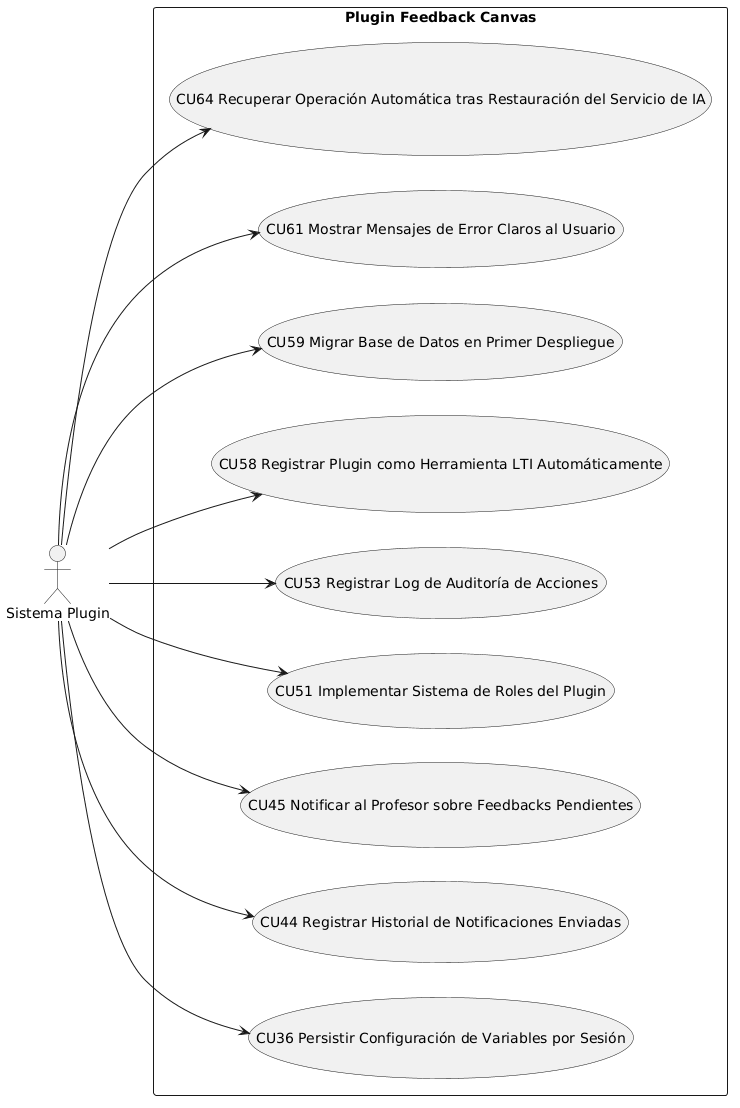 Plugin Feedback Canvas
CU64 Recuperar Operación Automática tras Restauración del Servicio de IA
CU61 Mostrar Mensajes de Error Claros al Usuario
CU59 Migrar Base de Datos en Primer Despliegue
CU58 Registrar Plugin como Herramienta LTI Automáticamente
CU53 Registrar Log de Auditoría de Acciones
Sistema Plugin
CU51 Implementar Sistema de Roles del Plugin
CU45 Notificar al Profesor sobre Feedbacks Pendientes
CU44 Registrar Historial de Notificaciones Enviadas
CU36 Persistir Configuración de Variables por Sesión